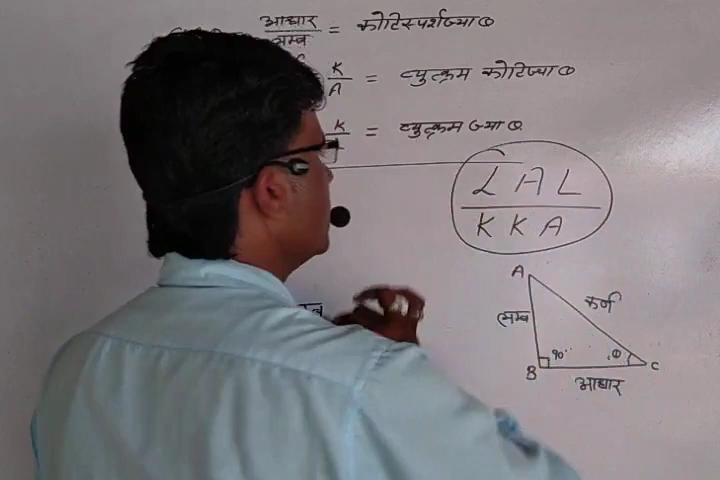 आधार
लम्ब = कोटिस्पर्शज्या θ
K
A = व्युत्क्रम कोटिज्या θ
K
= व्युत्क्रम ज्या θ
L A L
K K A
A
कर्ण
लम्ब
90° θ
B C
आधार